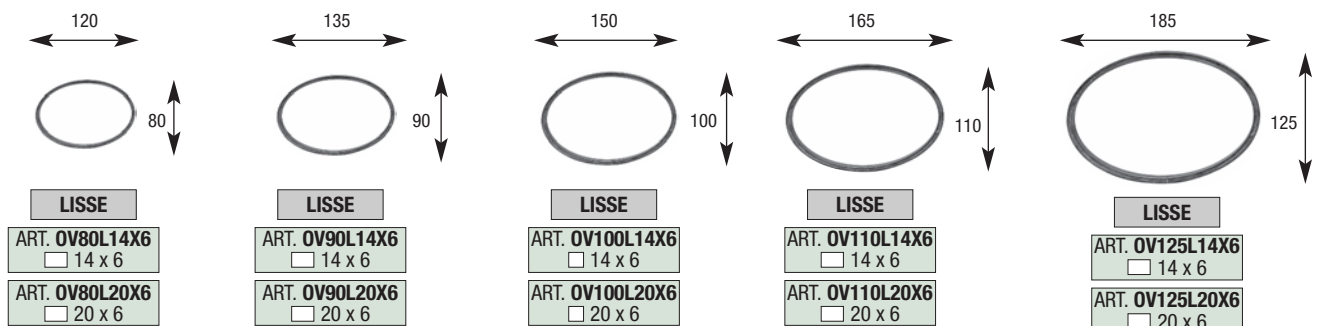 120
80
LISSE
ART. OV80L14X6
14 x 6
ART. OV80L20X6
20 x 6
135
90
LISSE
ART. OV90L14X6
14 x 6
ART. OV90L20X6
20 x 6
150
100
LISSE
ART. OV100L14X6
14 x 6
ART. OV100L20X6
20 x 6
165
110
LISSE
ART. OV110L14X6
14 x 6
ART. OV110L20X6
20 x 6
185
125
LISSE
ART. OV125L14X6
14 x 6
ART. OV125L20X6
20 x 6